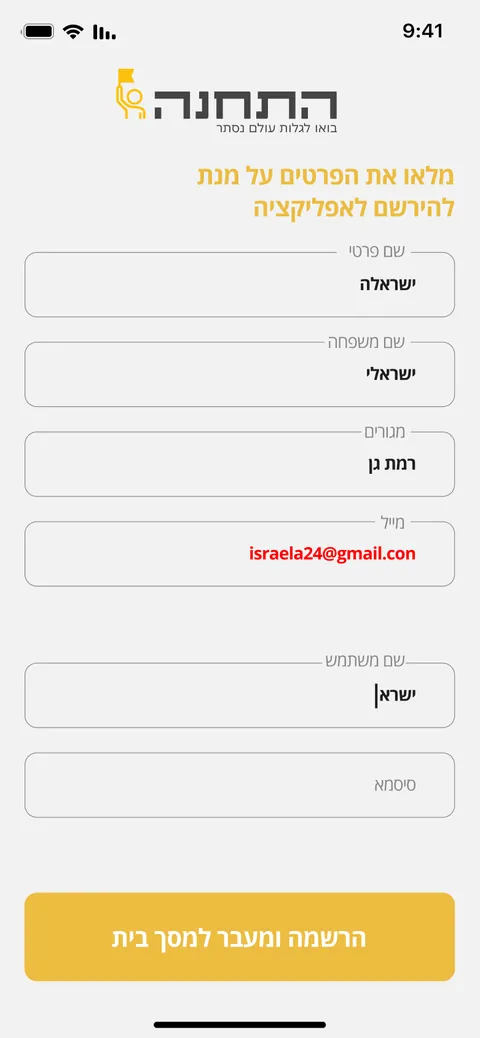 9:41
התחנה
בואו לגלות עולם נסתר
מלאו את הפרטים על מנת
להירשם לאפליקציה
שם פרטי
ישראלה
שם משפחה
ישראלי
מגורים
רמת גן
מייל
israela24@gmail.con
שם משתמש
ישרא
סיסמא
הרשמה ומעבר למסך בית